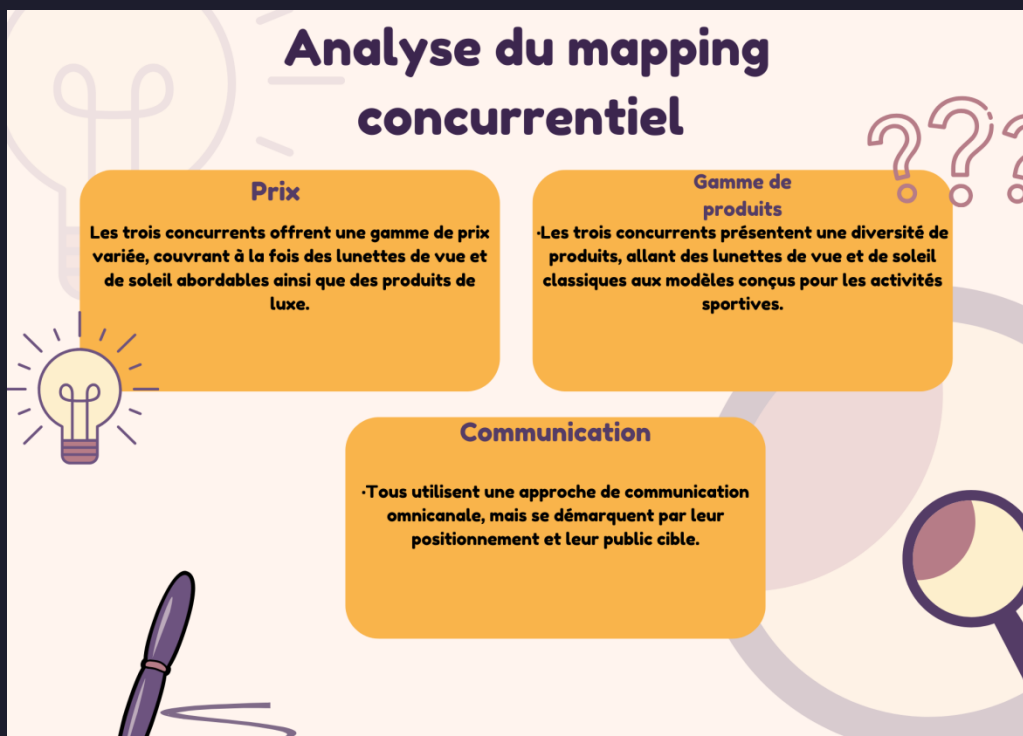 Analyse du mapping
concurrentiel
Prix
Les trois concurrents offrent une gamme de prix
variée, couvrant à la fois des lunettes de vue et
de soleil abordables ainsi que des produits de
luxe.
Gamme de
produits
·Les trois concurrents présentent une diversité de
produits, allant des lunettes de vue et de soleil
classiques aux modèles conçus pour les activités
sportives.
Communication
·Tous utilisent une approche de communication
omnicanale, mais se démarquent par leur
positionnement et leur public cible.
???